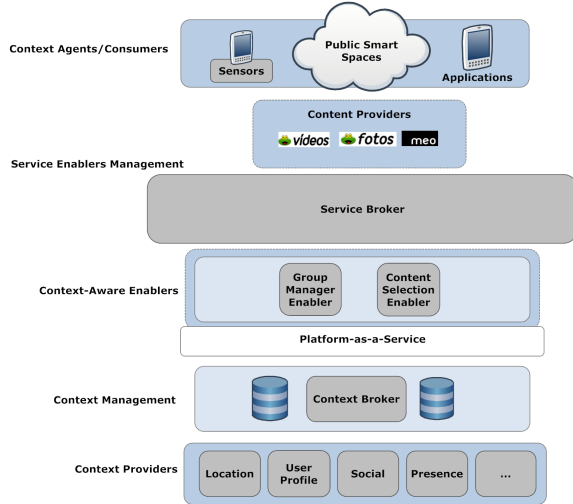 Context Agents/Consumers
Public Smart
Spaces
Sensors
Applications
Content Providers
vídeos
fotos
meo
Service Enablers Management
Service Broker
Context-Aware Enablers
Group
Manager
Enabler
Content
Selection
Enabler
Platform-as-a-Service
Context Management
Context Broker
Context Providers
Location
User
Profile
Social
Presence
...